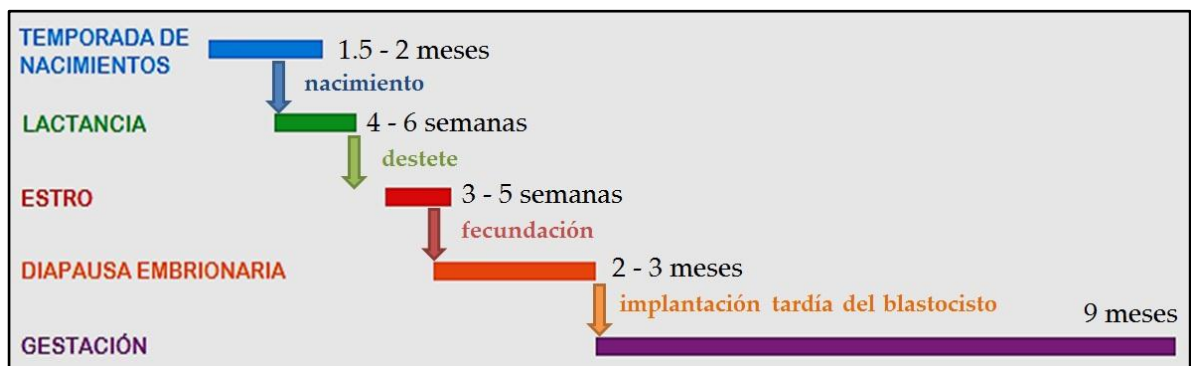 TEMPORADA DE
NACIMIENTOS
1.5 - 2 meses
nacimiento
LACTANCIA
4 - 6 semanas
destete
ESTRO
3 - 5 semanas
fecundación
DIAPAUSA EMBRIONARIA
2 - 3 meses
implantación tardía del blastocisto
9 meses
GESTACIÓN